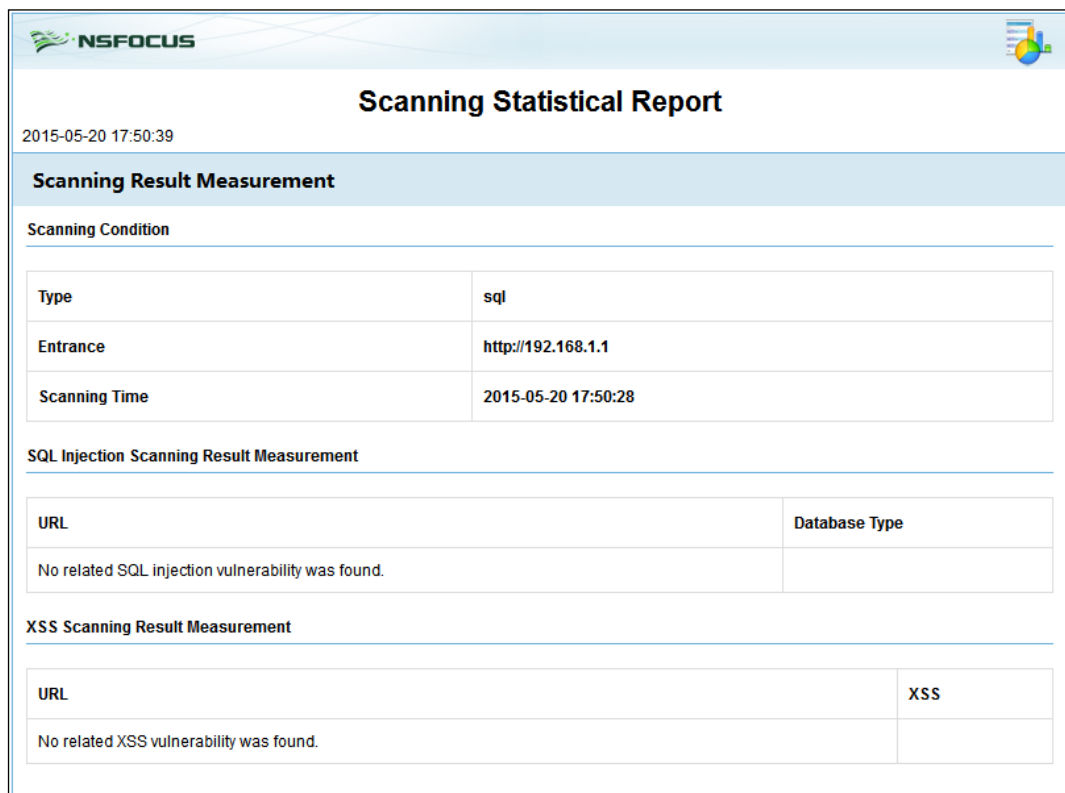 NSFOCUS
Scanning Statistical Report
2015-05-20 17:50:39
Scanning Result Measurement
Scanning Condition
Type sql
Entrance http://192.168.1.1
Scanning Time 2015-05-20 17:50:28
SQL Injection Scanning Result Measurement
URL Database Type
No related SQL injection vulnerability was found.
XSS Scanning Result Measurement
URL XSS
No related XSS vulnerability was found.